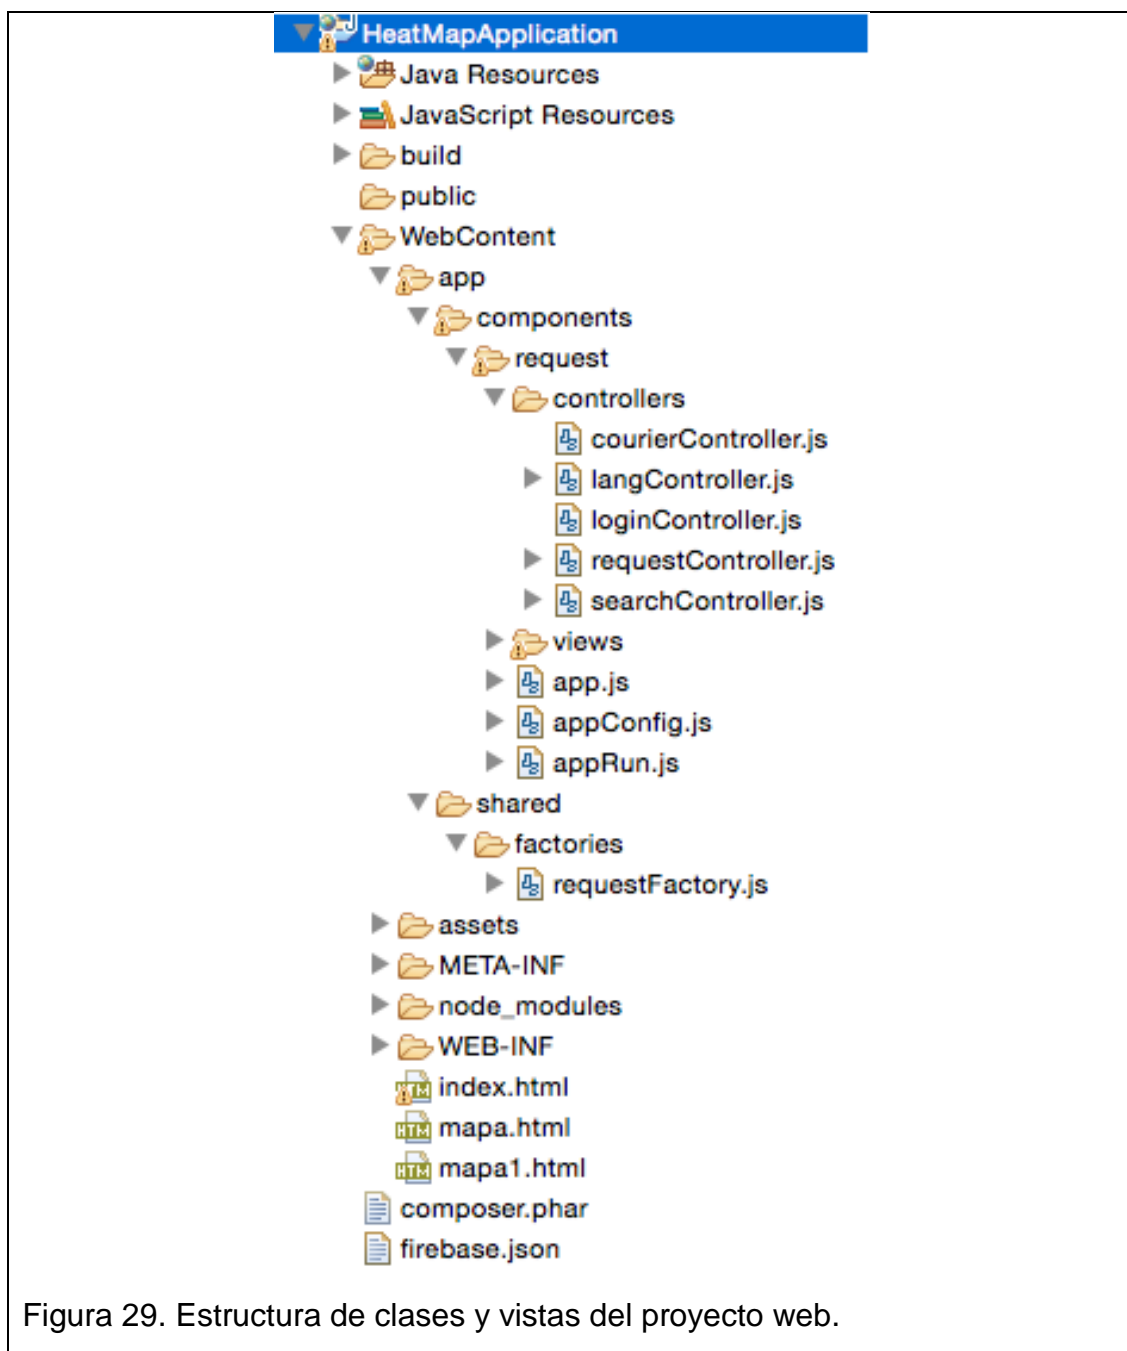 HeatMapApplication
Java Resources
JavaScript Resources
build
public
WebContent
app
components
request
controllers
courierController.js
langController.js
loginController.js
requestController.js
searchController.js
views
app.js
appConfig.js
appRun.js
shared
factories
requestFactory.js
assets
META-INF
node_modules
WEB-INF
index.html
mapa.html
mapa1.html
composer.phar
firebase.json
Figura 29. Estructura de clases y vistas del proyecto web.